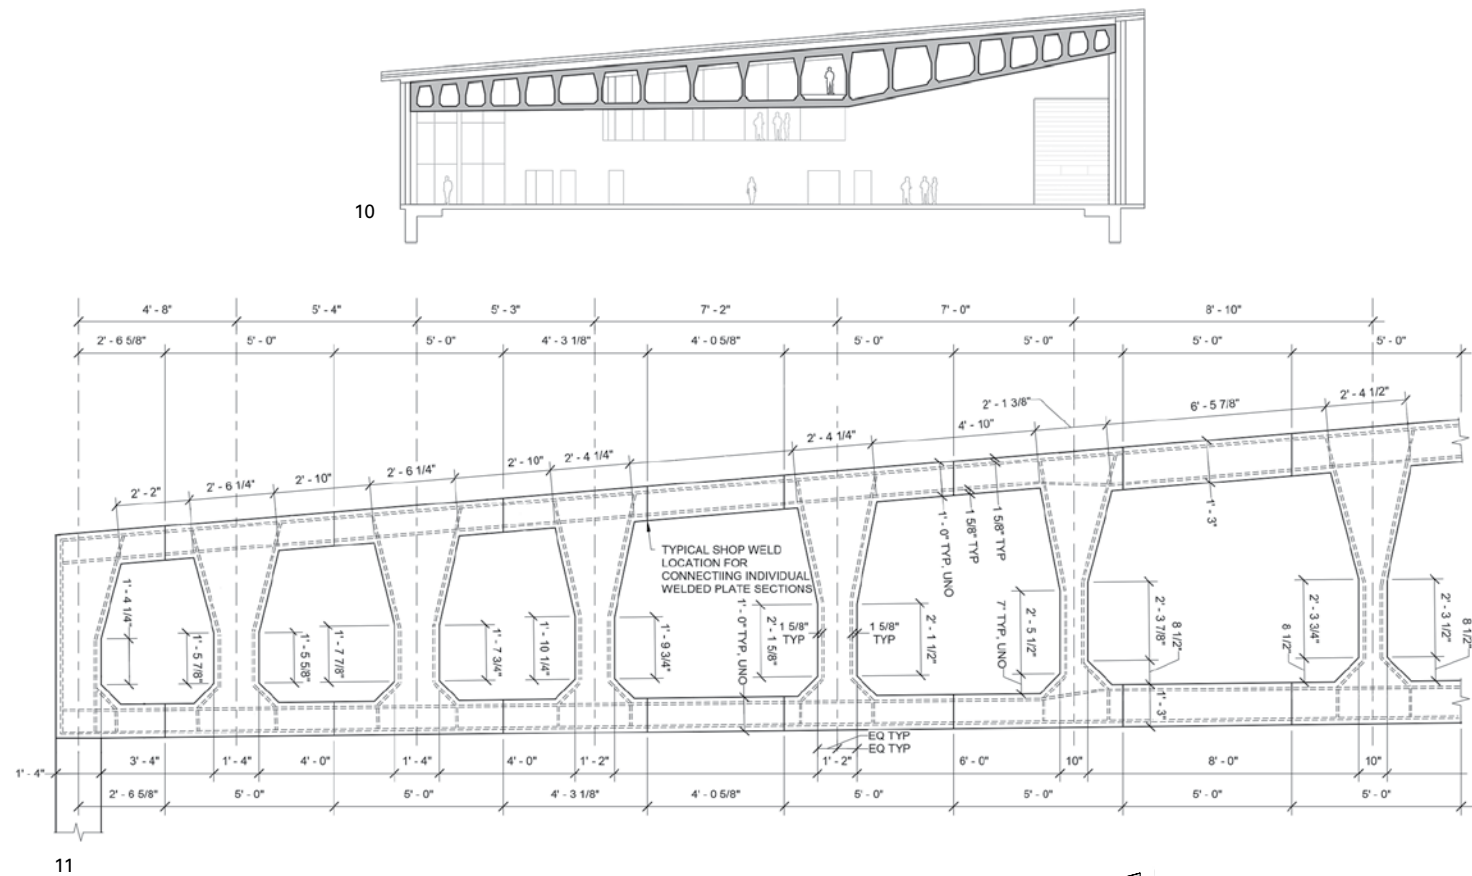 10
4' - 8" 5' - 4" 5' - 3" 7' - 2" 7' - 0" 8' - 10"
2' - 6 5/8" 5' - 0" 5' - 0" 4' - 3 1/8" 4' - 0 5/8" 5' - 0" 5' - 0" 5' - 0" 5' - 0"
2' - 2" 2' - 6 1/4" 2' - 10" 2' - 6 1/4" 2' - 10" 2' - 4 1/4" 2' - 4 1/4" 4' - 10" 2' - 1 3/8" 6' - 5 7/8" 2' - 4 1/2"
TYPICAL SHOP WELD
LOCATION FOR
CONNECTIING INDIVIDUAL
WELDED PLATE SECTIONS
1' - 4 1/4"
1' - 5 7/8"
1' - 5 5/8"
1' - 7 7/8"
1' - 7 3/4"
1' - 10 1/4"
1' - 9 3/4"
1' - 0" TYP, UNO
2' - 1 5/8"
1 5/8"
TYP
1 5/8"
TYP
2' - 1 1/2"
1' - 0" TYP, UNO
1 5/8" TYP
1 5/8" TYP
7" TYP, UNO
2' - 5 1/2"
1' - 3"
2' - 3 7/8"
8 1/2"
1' - 3"
8 1/2"
2' - 3 3/4"
2' - 3 1/2"
8 1/2"
EQ TYP
EQ TYP
1' - 4" 3' - 4" 1' - 4" 4' - 0" 1' - 4" 4' - 0" 1' - 2" 1' - 2" 6' - 0" 10" 8' - 0" 10"
2' - 6 5/8" 5' - 0" 5' - 0" 4' - 3 1/8" 4' - 0 5/8" 5' - 0" 5' - 0" 5' - 0" 5' - 0"
11